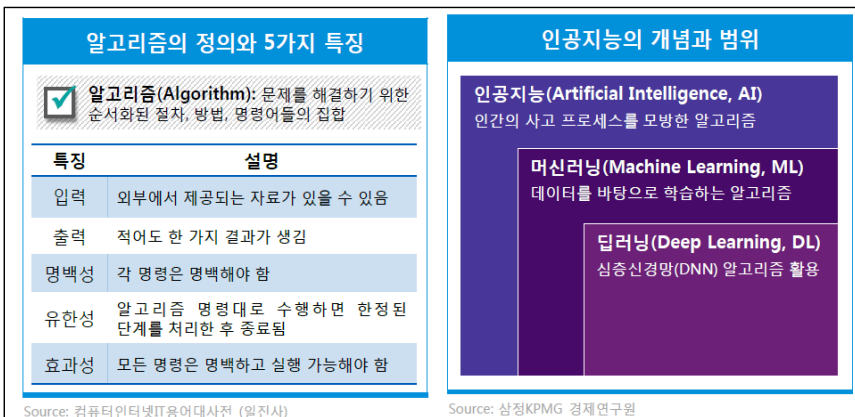 알고리즘의 정의와 5가지 특징
알고리즘(Algorithm): 문제를 해결하기 위한
순서화된 절차, 방법, 명령어들의 집합
특징 설명
입력 외부에서 제공되는 자료가 있을 수 있음
출력 적어도 한 가지 결과가 생김
명백성 각 명령은 명백해야 함
유한성 알고리즘 명령대로 수행하면 한정된
단계를 처리한 후 종료됨
효과성 모든 명령은 명백하고 실행 가능해야 함
Source: 컴퓨터인터넷IT용어대사전 (일진사)
인공지능의 개념과 범위
인공지능(Artificial Intelligence, AI)
인간의 사고 프로세스를 모방한 알고리즘
머신러닝(Machine Learning, ML)
데이터를 바탕으로 학습하는 알고리즘
딥러닝(Deep Learning, DL)
심층신경망(DNN) 알고리즘 활용
Source: 삼정KPMG 경제연구원